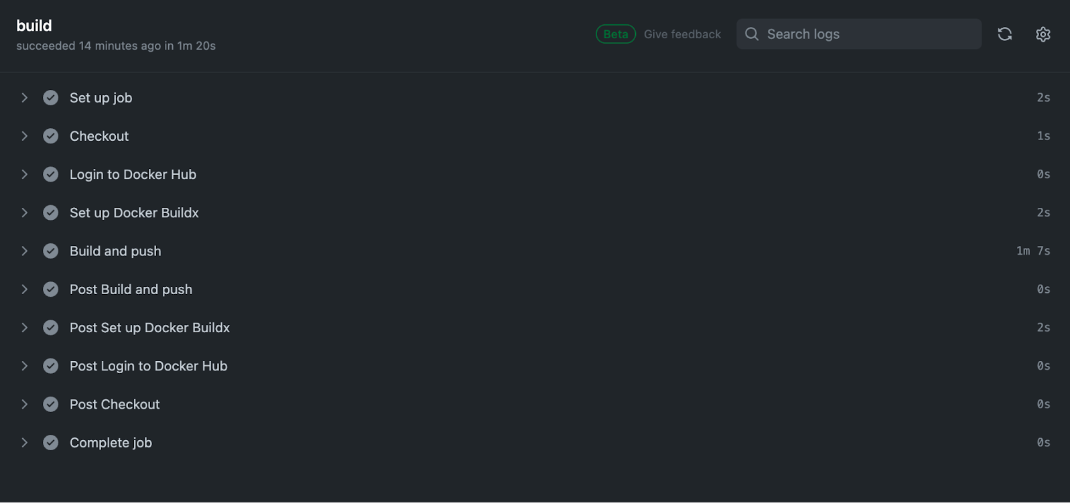 build
succeeded 14 minutes ago in 1m 20s
Beta Give feedback Search logs
Set up job 2s
Checkout 1s
Login to Docker Hub 0s
Set up Docker Buildx 2s
Build and push 1m 7s
Post Build and push 0s
Post Set up Docker Buildx 2s
Post Login to Docker Hub 0s
Post Checkout 0s
Complete job 0s